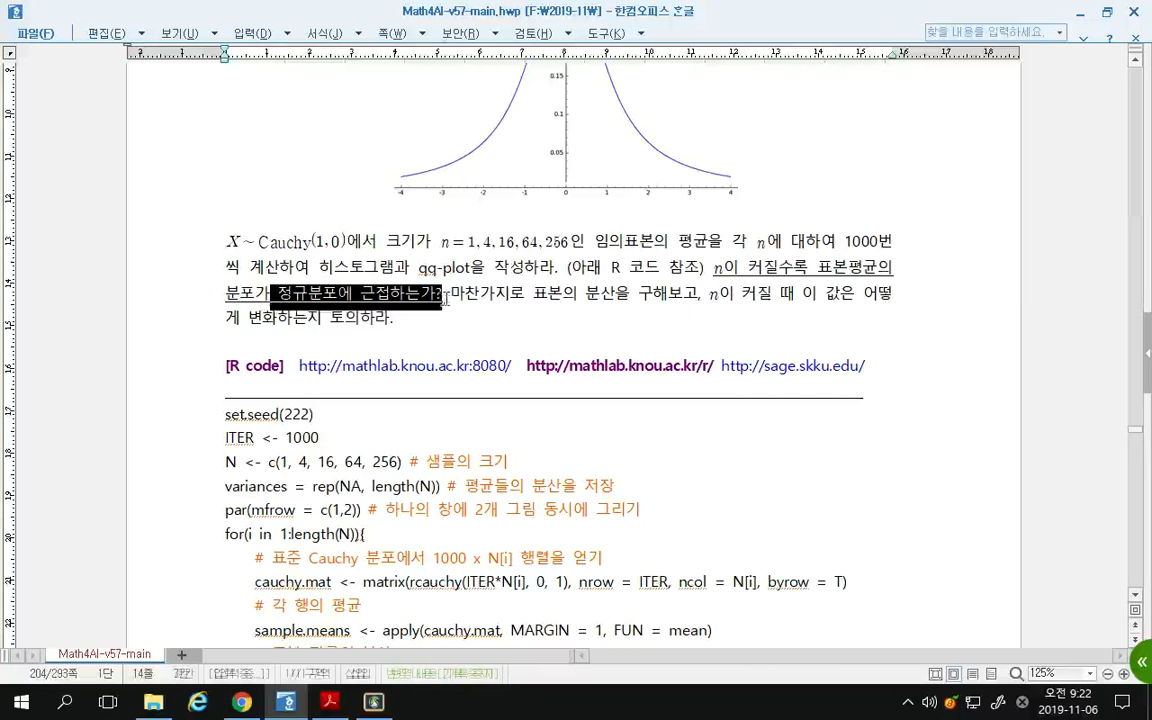 Math4AI-v57-main.hwp [F:\2019-11\] - 한컴오피스 한글
파일(F) 편집(E) 보기(U) 입력(D) 서식(J) 쪽(W) 보안(R) 검토(H) 도구(K) 찾을 내용을 입력하세요.
0.15
0.1
0.05
-4 -3 -2 -1 0 1 2 3 4
X ~ Cauchy(1, 0)에서 크기가 n = 1, 4, 16, 64, 256인 임의표본의 평균을 각 n에 대하여 1000번
씩 계산하여 히스토그램과 qq-plot을 작성하라. (아래 R 코드 참조) n이 커질수록 표본평균의
분포가 정규분포에 근접하는가? 마찬가지로 표본의 분산을 구해보고, n이 커질 때 이 값은 어떻
게 변화하는지 토의하라.
[R code] http://mathlab.knou.ac.kr:8080/ http://mathlab.knou.ac.kr/r/ http://sage.skku.edu/
set.seed(222)
ITER <- 1000
N <- c(1, 4, 16, 64, 256) # 샘플의 크기
variances = rep(NA, length(N)) # 평균들의 분산을 저장
par(mfrow = c(1,2)) # 하나의 창에 2개 그림 동시에 그리기
for(i in 1:length(N)){
# 표준 Cauchy 분포에서 1000 x N[i] 행렬을 얻기
cauchy.mat <- matrix(rcauchy(ITER*N[i], 0, 1), nrow = ITER, ncol = N[i], byrow = T)
# 각 행의 평균
sample.means <- apply(cauchy.mat, MARGIN = 1, FUN = mean)
Math4AI-v57-main
204/293쪽 1단 14줄 삽입 125%
오전 9:22
2019-11-06